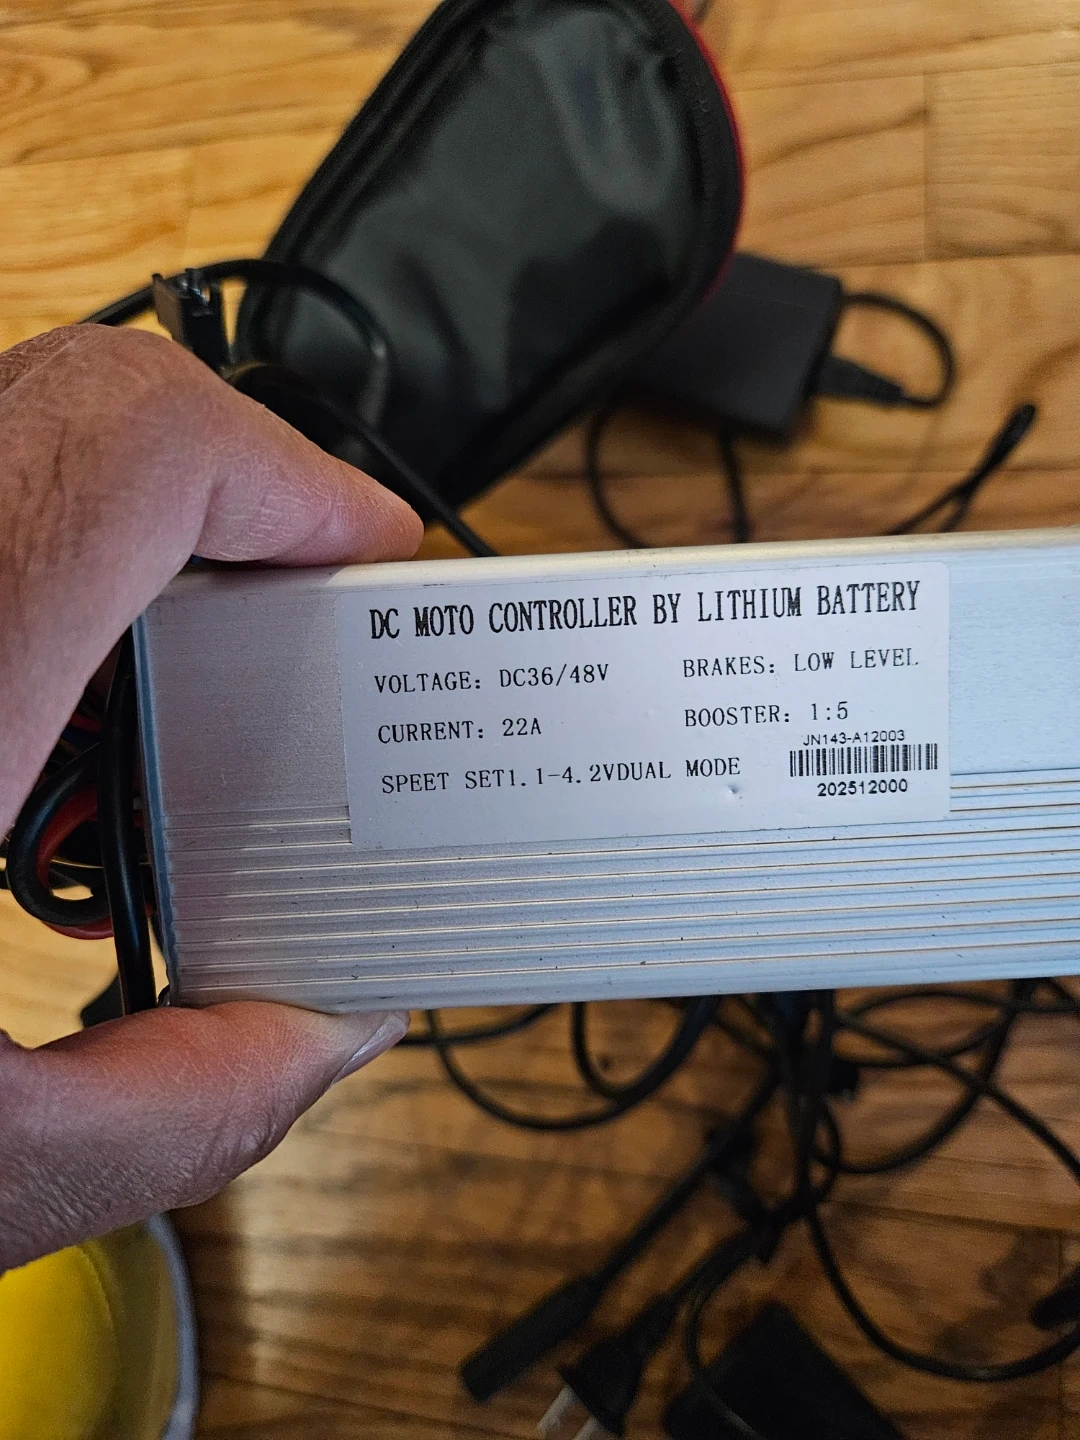 DC MOTO CONTROLLER BY LITHIUM BATTERY
VOLTAGE: DC36/48V
BRAKES: LOW LEVEL
CURRENT: 22A
BOOSTER: 1:5
SPEET SET1.1-4.2VDUAL MODE
JN143-A12003
202512000